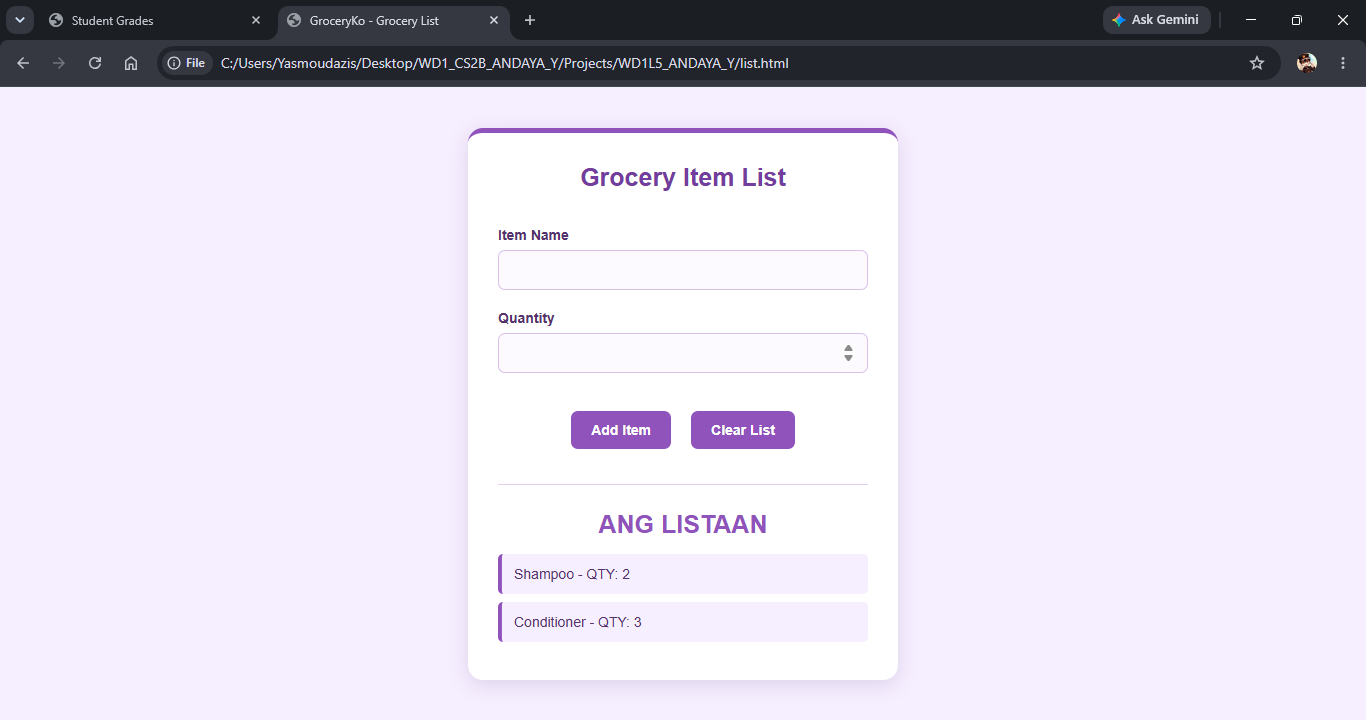 Student Grades
GroceryKo - Grocery List
Ask Gemini
File
C:/Users/Yasmoudazis/Desktop/WD1_CS2B_ANDAYA_Y/Projects/WD1L5_ANDAYA_Y/list.html
Grocery Item List
Item Name
Quantity
Add Item
Clear List
ANG LISTAAN
Shampoo - QTY: 2
Conditioner - QTY: 3